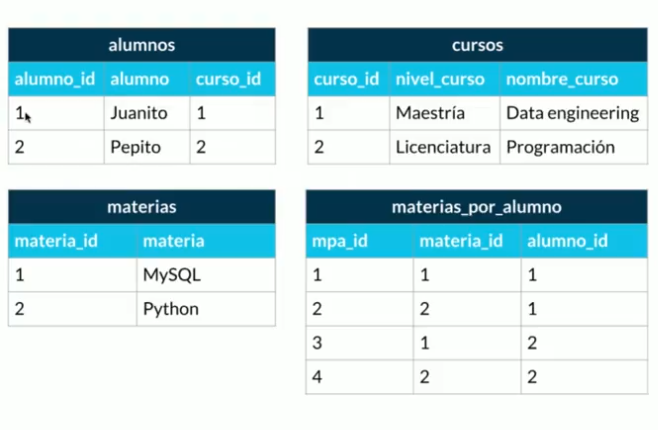 alumnos
alumno_id alumno curso_id
1 Juanito 1
2 Pepito 2
cursos
curso_id nivel_curso nombre_curso
1 Maestría Data engineering
2 Licenciatura Programación
materias
materia_id materia
1 MySQL
2 Python
materias_por_alumno
mpa_id materia_id alumno_id
1 1 1
2 2 1
3 1 2
4 2 2